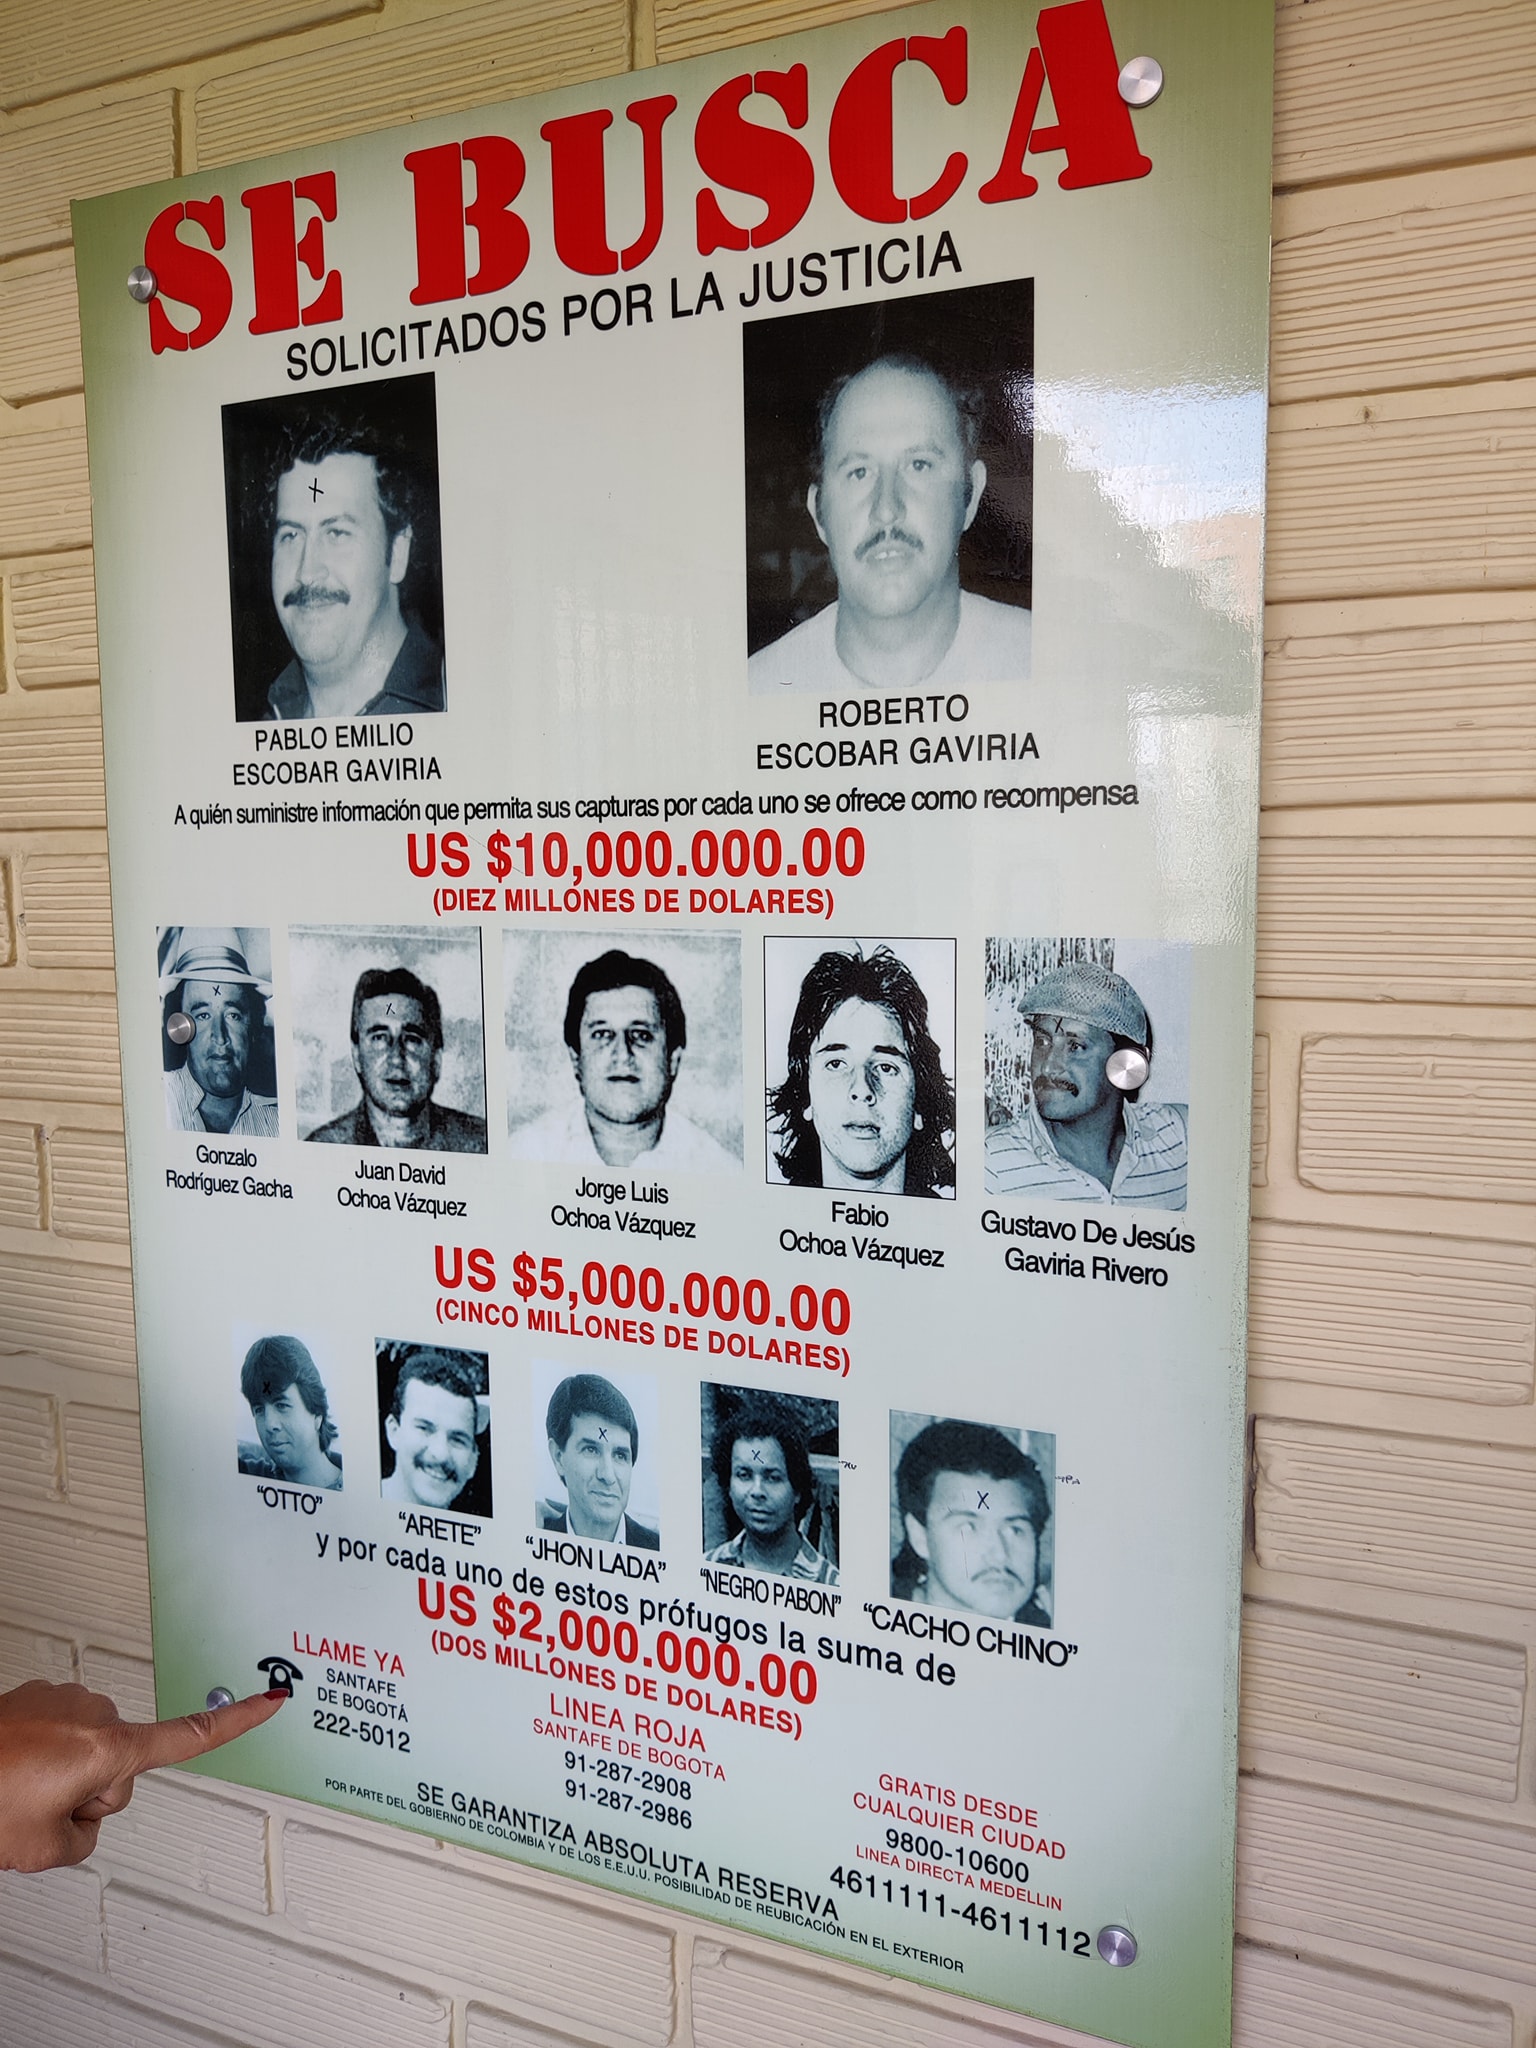 SE BUSCA
SOLICITADOS POR LA JUSTICIA
PABLO EMILIO
ESCOBAR GAVIRIA
ROBERTO
ESCOBAR GAVIRIA
A quién suministre información que permita sus capturas por cada uno se ofrece como recompensa
US $10,000.000.00
(DIEZ MILLONES DE DOLARES)
Gonzalo
Rodríguez Gacha
Juan David
Ochoa Vázquez
Jorge Luis
Ochoa Vázquez
Fabio
Ochoa Vázquez
Gustavo De Jesús
Gaviria Rivero
US $5,000.000.00
(CINCO MILLONES DE DOLARES)
"OTTO"
"ARETE"
"JHON LADA"
"NEGRO PABON"
"CACHO CHINO"
y por cada uno de estos prófugos la suma de
US $2,000.000.00
(DOS MILLONES DE DOLARES)
LLAME YA
SANTAFE
DE BOGOTÁ
222-5012
LINEA ROJA
SANTAFE DE BOGOTA
91-287-2908
91-287-2986
GRATIS DESDE
CUALQUIER CIUDAD
9800-10600
LINEA DIRECTA MEDELLIN
4611111-4611112
SE GARANTIZA ABSOLUTA RESERVA
POR PARTE DEL GOBIERNO DE COLOMBIA Y DE LOS E.E.U.U. POSIBILIDAD DE REUBICACIÓN EN EL EXTERIOR